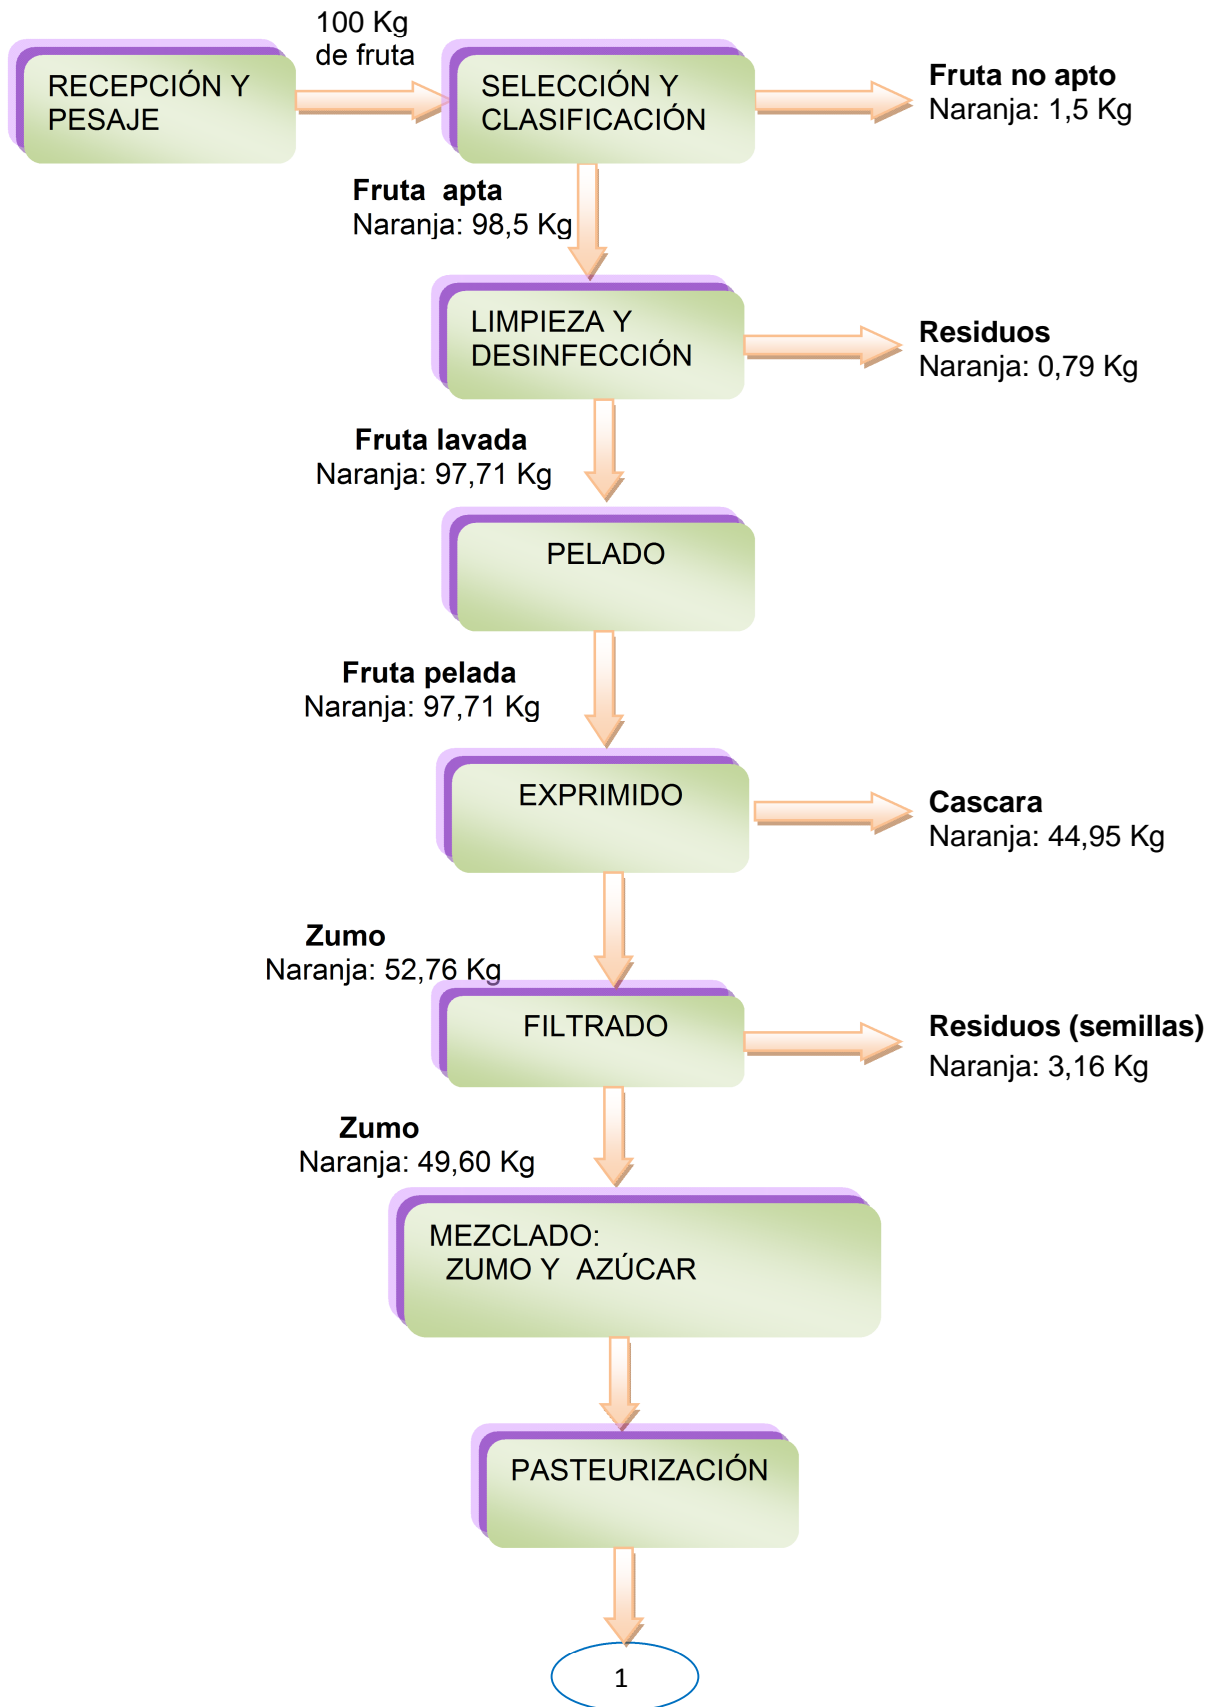 100 Kg
de fruta
RECEPCIÓN Y
PESAJE
SELECCIÓN Y
CLASIFICACIÓN
Fruta no apto
Naranja: 1,5 Kg
Fruta  apta
Naranja: 98,5 Kg
LIMPIEZA Y
DESINFECCIÓN
Residuos
Naranja: 0,79 Kg
Fruta lavada
Naranja: 97,71 Kg
PELADO
Fruta pelada
Naranja: 97,71 Kg
EXPRIMIDO
Cascara
Naranja: 44,95 Kg
Zumo
Naranja: 52,76 Kg
FILTRADO
Residuos (semillas)
Naranja: 3,16 Kg
Zumo
Naranja: 49,60 Kg
MEZCLADO:
ZUMO Y  AZÚCAR
PASTEURIZACIÓN
1